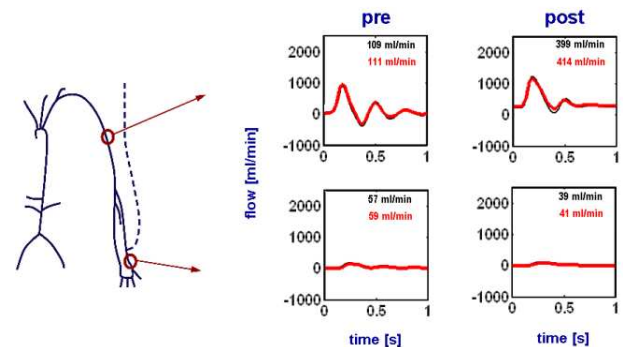 pre
post
2500
2000
1000
0
-1000
109 ml/min
111 ml/min
0
0.5
1
2500
2000
1000
0
-1000
399 ml/min
414 ml/min
0
0.5
1
flow [ml/min]
2000
1000
0
-1000
57 ml/min
59 ml/min
0
0.5
1
2000
1000
0
-1000
39 ml/min
41 ml/min
0
0.5
1
time [s]
time [s]